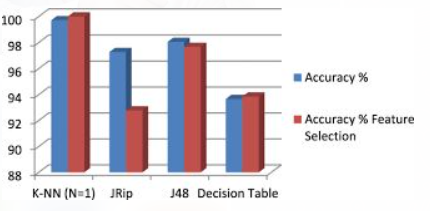 100
98
96
94
92
90
88
K-NN (N=1) JRip J48 Decision Table
Accuracy %
Accuracy % Feature
Selection